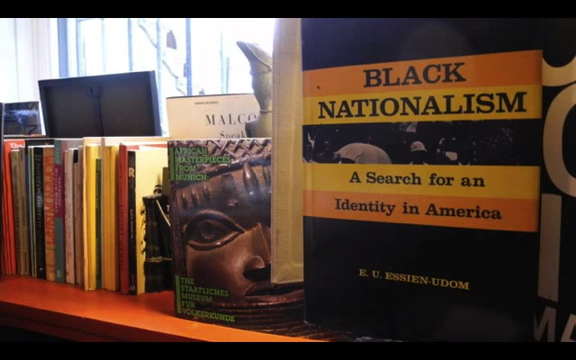 MALCO
Speak
AFRICAN
MASTERPIECES
FROM
MUNICH
THE
STAATLICHES
MUSEUM
FÜR
VÖLKERKUNDE
BLACK
NATIONALISM
A Search for an
Identity in America
E. U. ESSIEN-UDOM